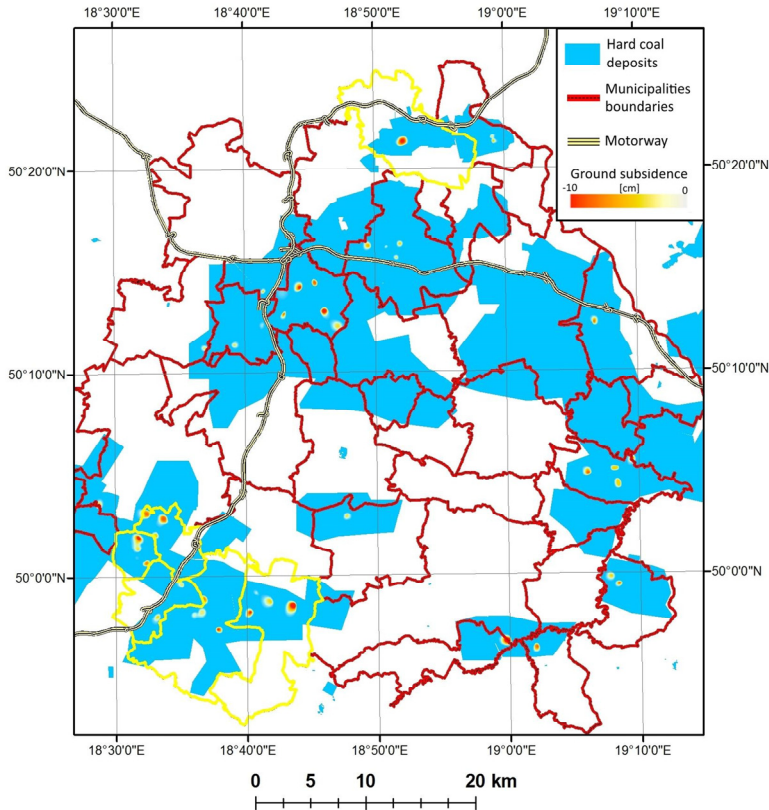 18°30'0"E 18°40'0"E 18°50'0"E 19°0'0"E 19°10'0"E
Hard coal
deposits
Municipalities
boundaries
Motorway
Ground subsidence
-10 [cm] 0
50°20'0"N 50°20'0"N
50°10'0"N 50°10'0"N
50°0'0"N 50°0'0"N
18°30'0"E 18°40'0"E 18°50'0"E 19°0'0"E 19°10'0"E
0 5 10 20 km